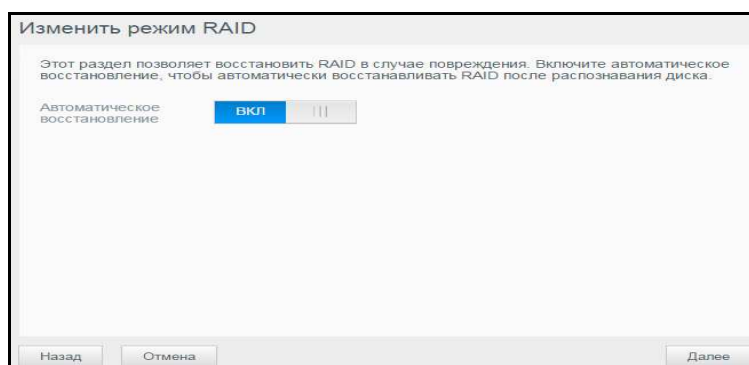 Изменить режим RAID
Этот раздел позволяет восстановить RAID в случае повреждения. Включите автоматическое
восстановление, чтобы автоматически восстанавливать RAID после распознавания диска.
Автоматическое
восстановление
ВКЛ
Назад
Отмена
Далее